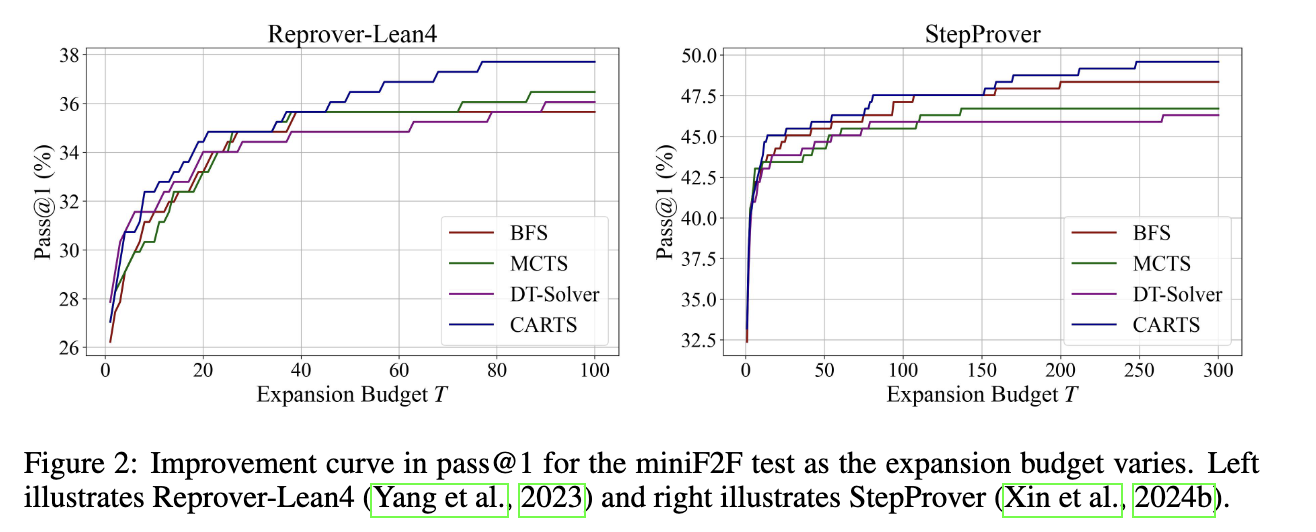 Reprover-Lean4
38
36
34
32
30
28
26
Pass@1 (%)
0 20 40 60 80 100
Expansion Budget T
BFS
MCTS
DT-Solver
CARTS
StepProver
50.0
47.5
45.0
42.5
40.0
37.5
35.0
32.5
Pass@1 (%)
0 50 100 150 200 250 300
Expansion Budget T
BFS
MCTS
DT-Solver
CARTS
Figure 2: Improvement curve in pass@1 for the miniF2F test as the expansion budget varies. Left
illustrates Reprover-Lean4 (Yang et al., 2023) and right illustrates StepProver (Xin et al., 2024b).